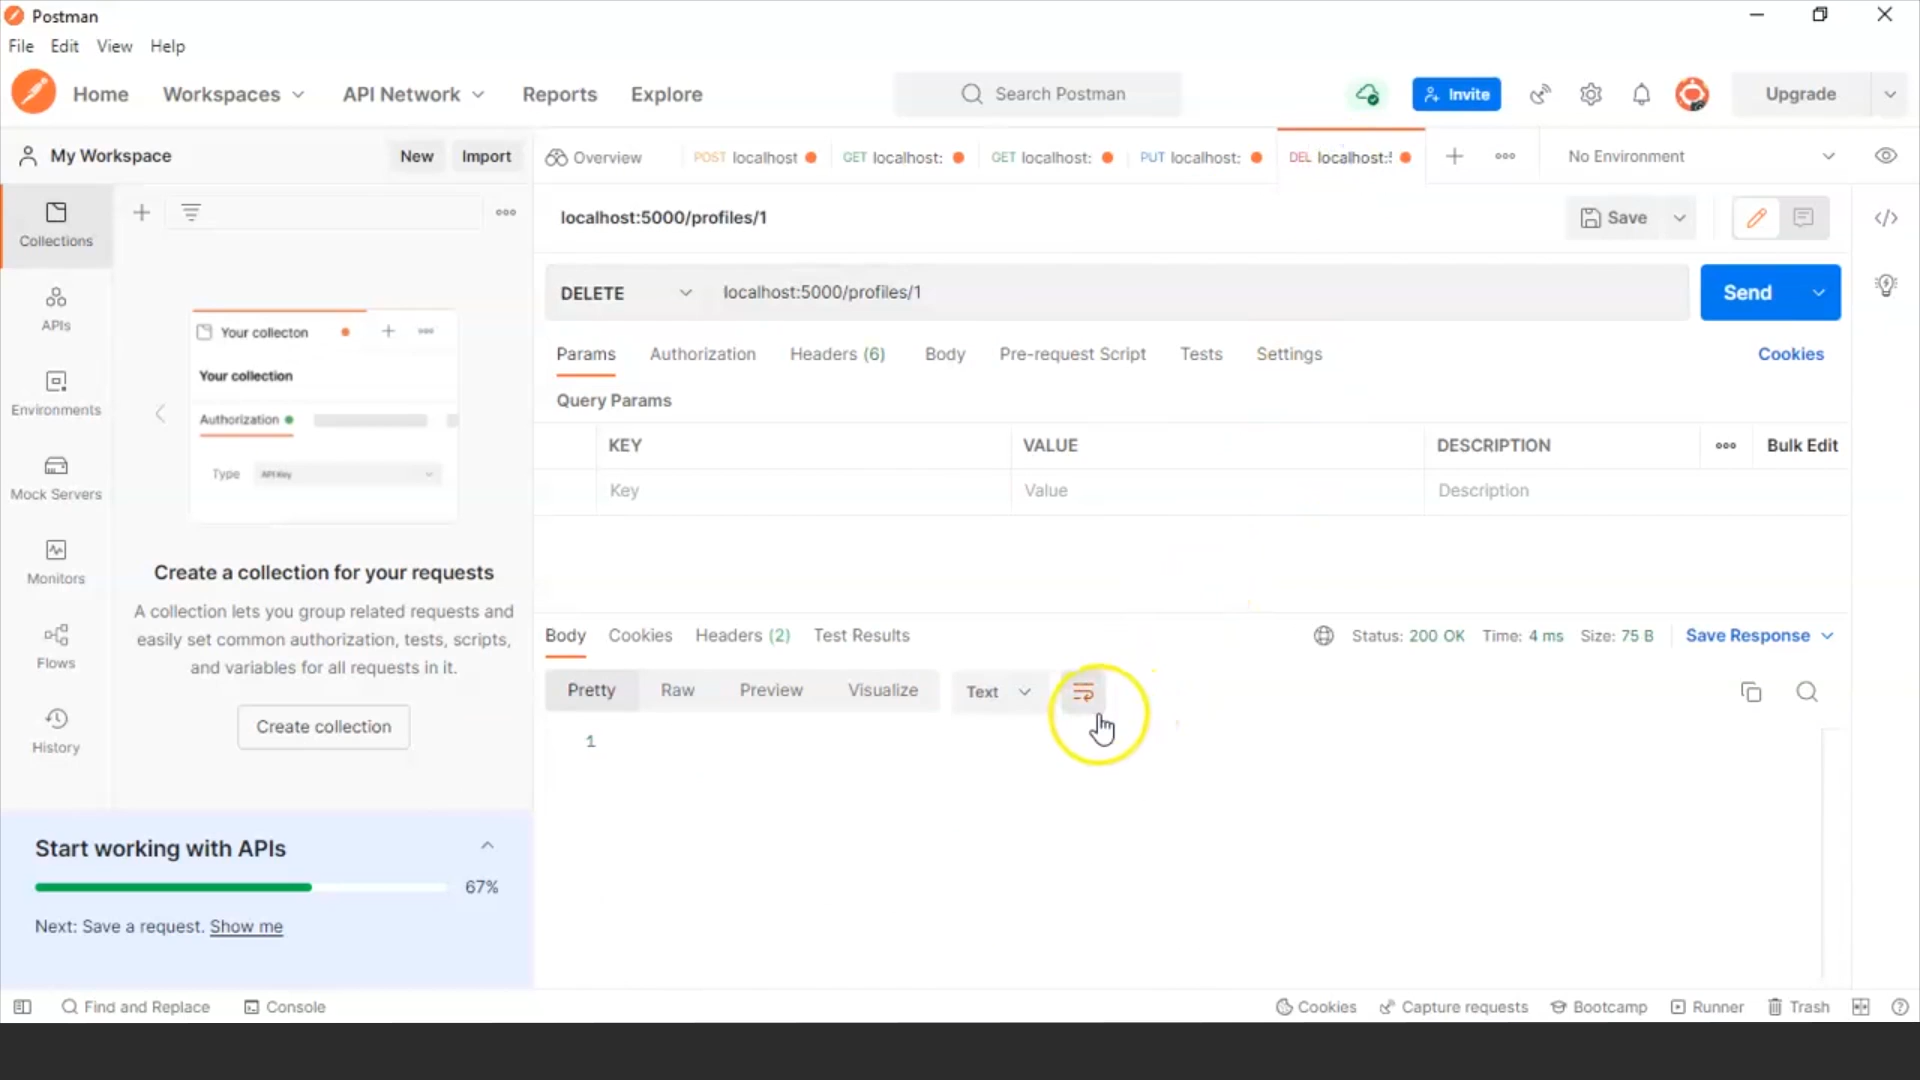 Postman
File Edit View Help
Home Workspaces API Network Reports Explore Search Postman Invite Upgrade
My Workspace New Import Overview POST localhost GET localhost: GET localhost: PUT localhost: DEL localhost:! No Environment
localhost:5000/profiles/1 Save
Collections
DELETE localhost:5000/profiles/1 Send
APIs
Your collecton
Params Authorization Headers (6) Body Pre-request Script Tests Settings Cookies
Your collection
Query Params
Environments
Authorization
KEY VALUE DESCRIPTION Bulk Edit
Type API Key
Key Value Description
Mock Servers
Monitors
Create a collection for your requests
A collection lets you group related requests and
easily set common authorization, tests, scripts,
and variables for all requests in it.
Body Cookies Headers (2) Test Results Status: 200 OK Time: 4 ms Size: 75 B Save Response
Flows
Pretty Raw Preview Visualize Text
Create collection
History
1
Start working with APIs
67%
Next: Save a request. Show me
Find and Replace Console Cookies Capture requests Bootcamp Runner Trash